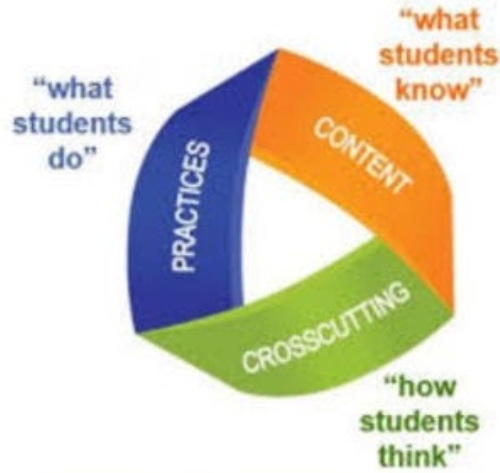 “what
students
know”
“what
students
do”
PRACTICES
CONTENT
CROSSCUTTING
“how
students
think”